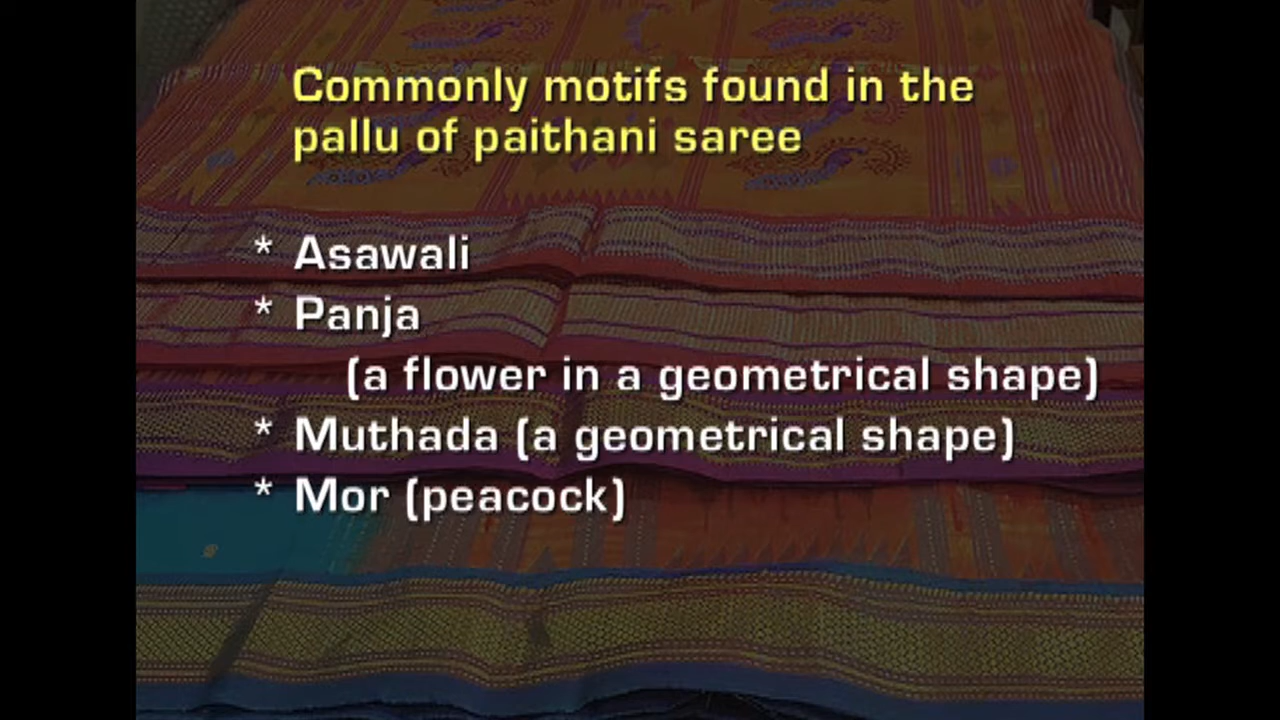 Commonly motifs found in the
pallu of paithani saree
* Asawali
* Panja
(a flower in a geometrical shape)
* Muthada (a geometrical shape)
* Mor (peacock)